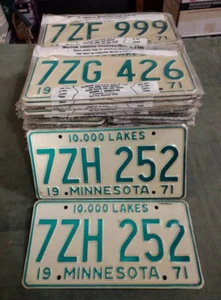 7ZF 999
71
7ZG 426
19 71
10,000 LAKES
7ZH 252
19 MINNESOTA 71
10,000 LAKES
7ZH 252
19 MINNESOTA 71